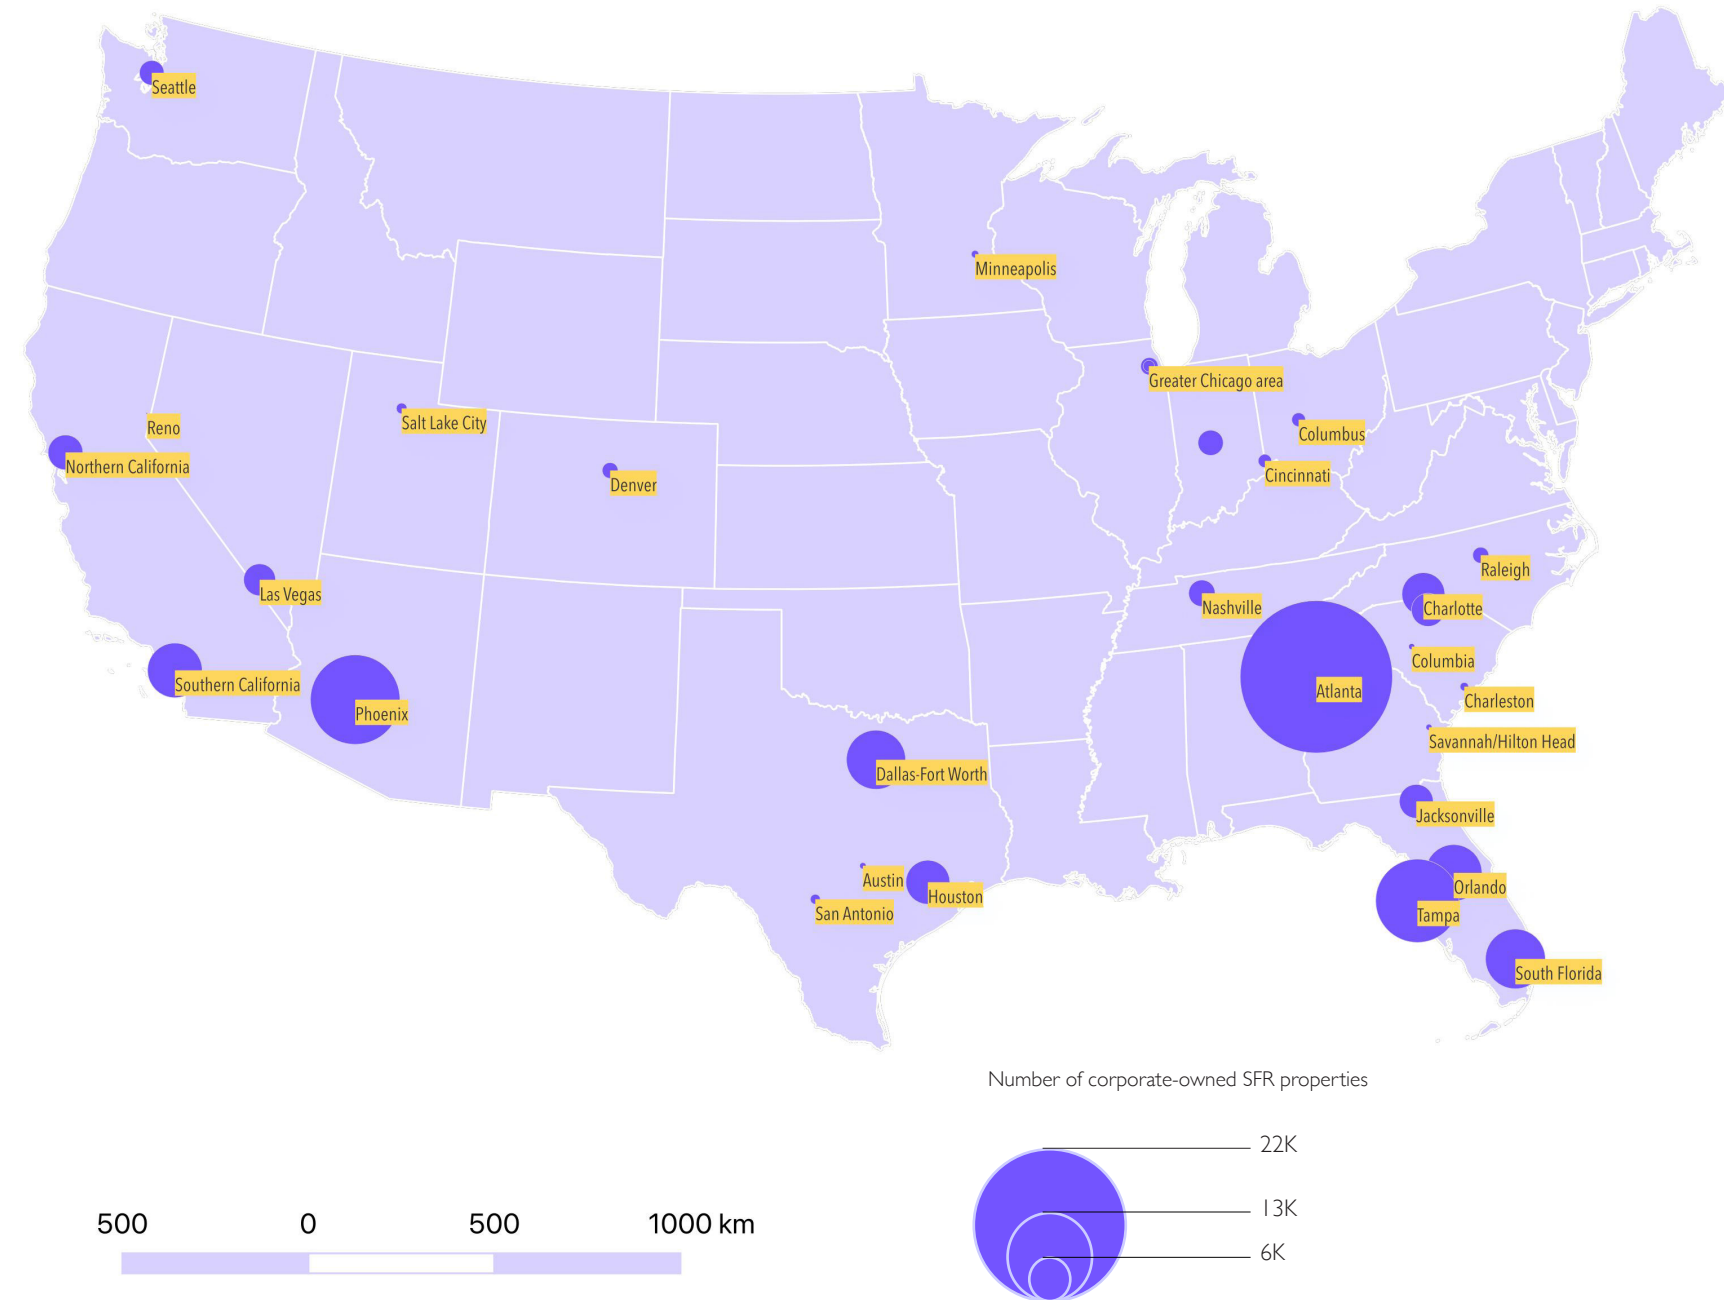 Seattle
Minneapolis
Greater Chicago area
Salt Lake City
Reno
Columbus
Northern California
Cincinnati
Denver
Raleigh
Las Vegas
Nashville
Charlotte
Columbia
Southern California
Atlanta
Charleston
Phoenix
Savannah/Hilton Head
Dallas-Fort Worth
Jacksonville
Austin
Orlando
Houston
San Antonio
Tampa
South Florida
Number of corporate-owned SFR properties
22K
13K
6K
500 0 500 1000 km